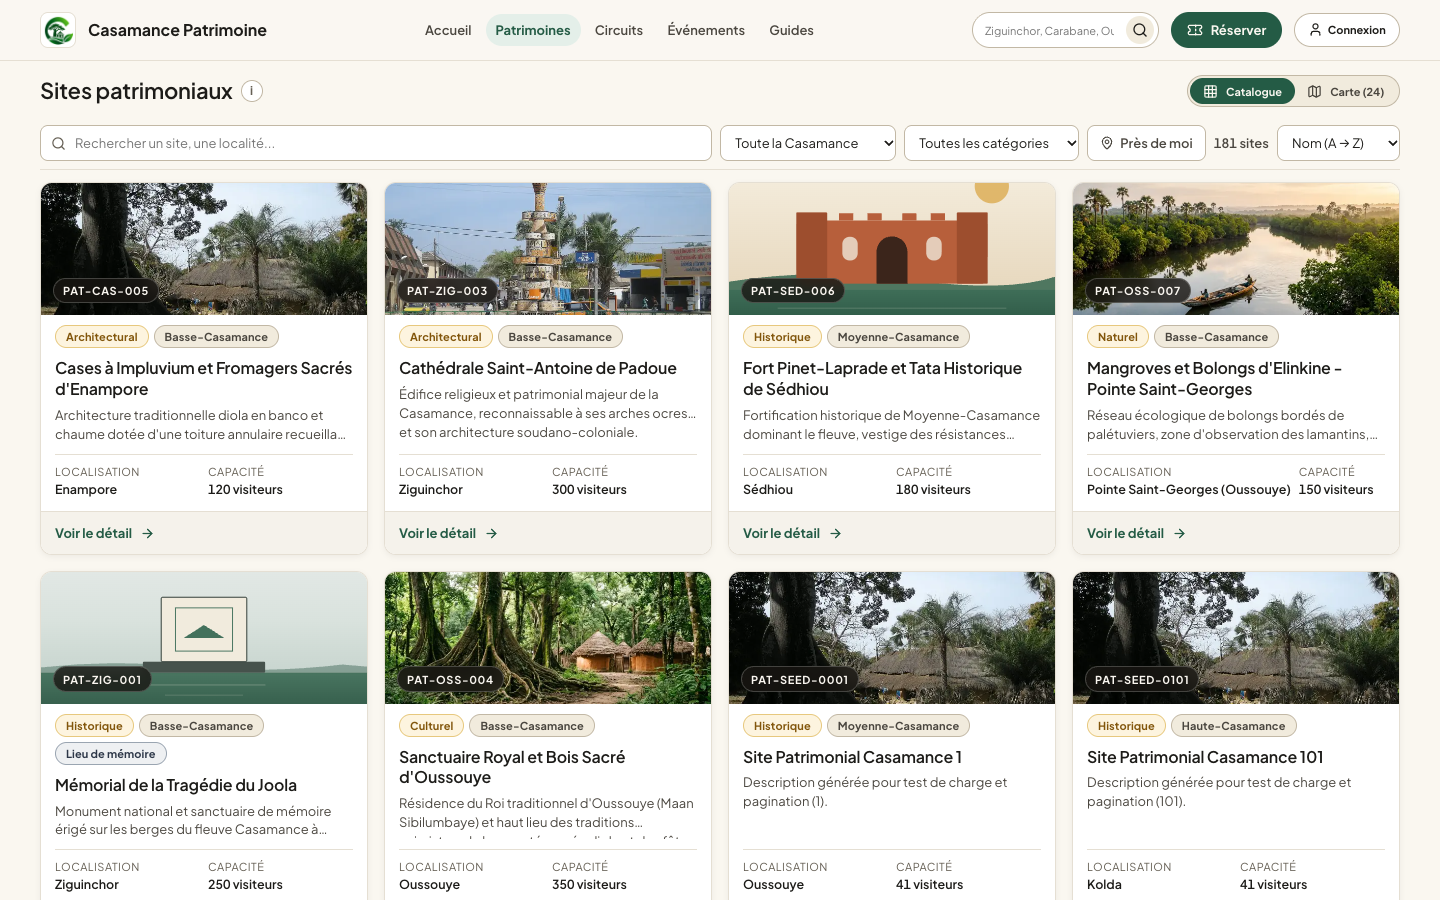 Casamance Patrimoine
Accueil
Patrimoines
Circuits
Événements
Guides
Ziguinchor, Carabane, Ou
Réserver
Connexion
Sites patrimoniaux
i
Catalogue
Carte (24)
Rechercher un site, une localité...
Toute la Casamance
Toutes les catégories
Près de moi
181 sites
Nom (A → Z)
PAT-CAS-005
Architectural
Basse-Casamance
Cases à Impluvium et Fromagers Sacrés
d'Enampore
Architecture traditionnelle diola en banco et
chaume dotée d'une toiture annulaire recueilla…
LOCALISATION
CAPACITÉ
Enampore
120 visiteurs
Voir le détail →
PAT-ZIG-003
Architectural
Basse-Casamance
Cathédrale Saint-Antoine de Padoue
Édifice religieux et patrimonial majeur de la
Casamance, reconnaissable à ses arches ocres…
et son architecture soudano-coloniale.
LOCALISATION
CAPACITÉ
Ziguinchor
300 visiteurs
Voir le détail →
PAT-SED-006
Historique
Moyenne-Casamance
Fort Pinet-Laprade et Tata Historique
de Sédhiou
Fortification historique de Moyenne-Casamance
dominant le fleuve, vestige des résistances…
LOCALISATION
CAPACITÉ
Sédhiou
180 visiteurs
Voir le détail →
PAT-OSS-007
Naturel
Basse-Casamance
Mangroves et Bolongs d'Elinkine -
Pointe Saint-Georges
Réseau écologique de bolongs bordés de
palétuviers, zone d'observation des lamantins,…
LOCALISATION
CAPACITÉ
Pointe Saint-Georges (Oussouye)
150 visiteurs
Voir le détail →
PAT-ZIG-001
Historique
Basse-Casamance
Lieu de mémoire
Mémorial de la Tragédie du Joola
Monument national et sanctuaire de mémoire
érigé sur les berges du fleuve Casamance à…
LOCALISATION
CAPACITÉ
Ziguinchor
250 visiteurs
PAT-OSS-004
Culturel
Basse-Casamance
Sanctuaire Royal et Bois Sacré
d'Oussouye
Résidence du Roi traditionnel d'Oussouye (Maan
Sibilumbaye) et haut lieu des traditions…
LOCALISATION
CAPACITÉ
Oussouye
350 visiteurs
PAT-SEED-0001
Historique
Moyenne-Casamance
Site Patrimonial Casamance 1
Description générée pour test de charge et
pagination (1).
LOCALISATION
CAPACITÉ
Oussouye
41 visiteurs
PAT-SEED-0101
Historique
Haute-Casamance
Site Patrimonial Casamance 101
Description générée pour test de charge et
pagination (101).
LOCALISATION
CAPACITÉ
Kolda
41 visiteurs